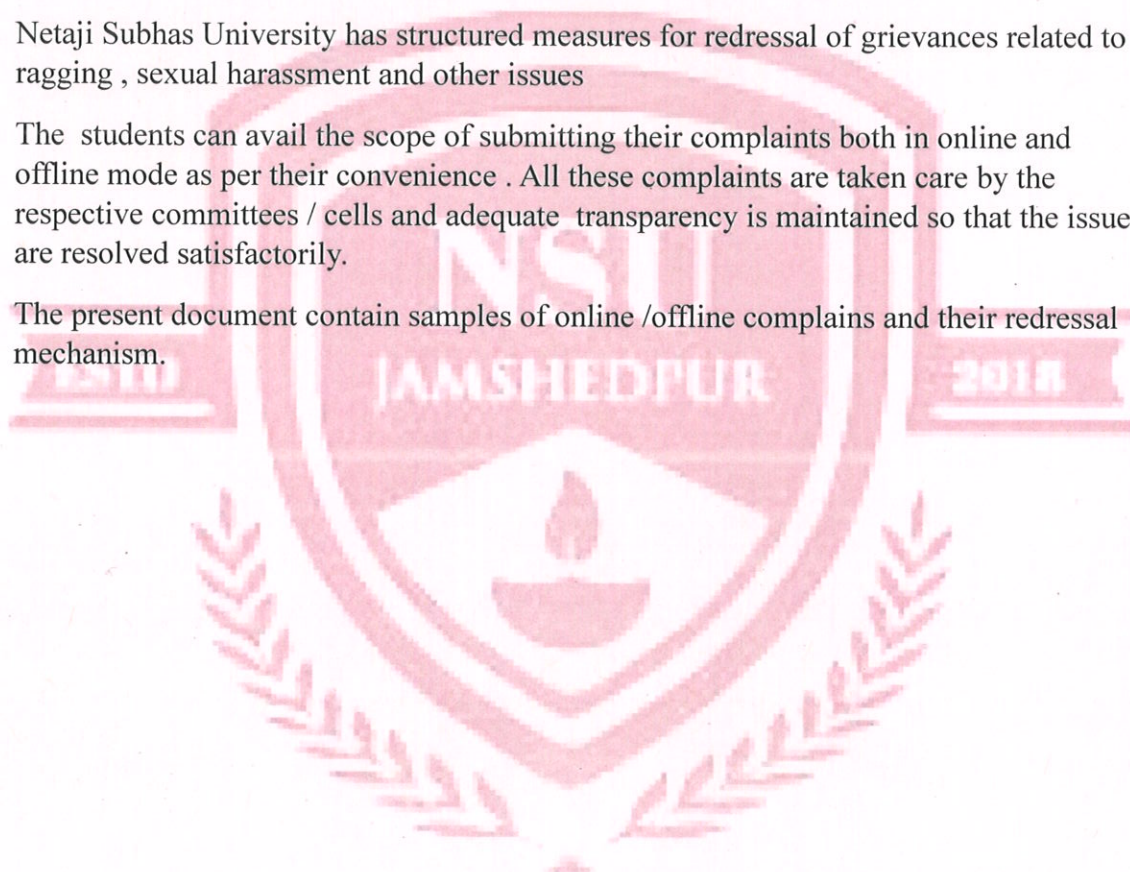 Netaji Subhas University has structured measures for redressal of grievances related to
ragging , sexual harassment and other issues
The students can avail the scope of submitting their complaints both in online and
offline mode as per their convenience . All these complaints are taken care by the
respective committees / cells and adequate transparency is maintained so that the issue
are resolved satisfactorily.
The present document contain samples of online /offline complains and their redressal
mechanism.
NSU
ESTD
JAMSHEDPUR
2018